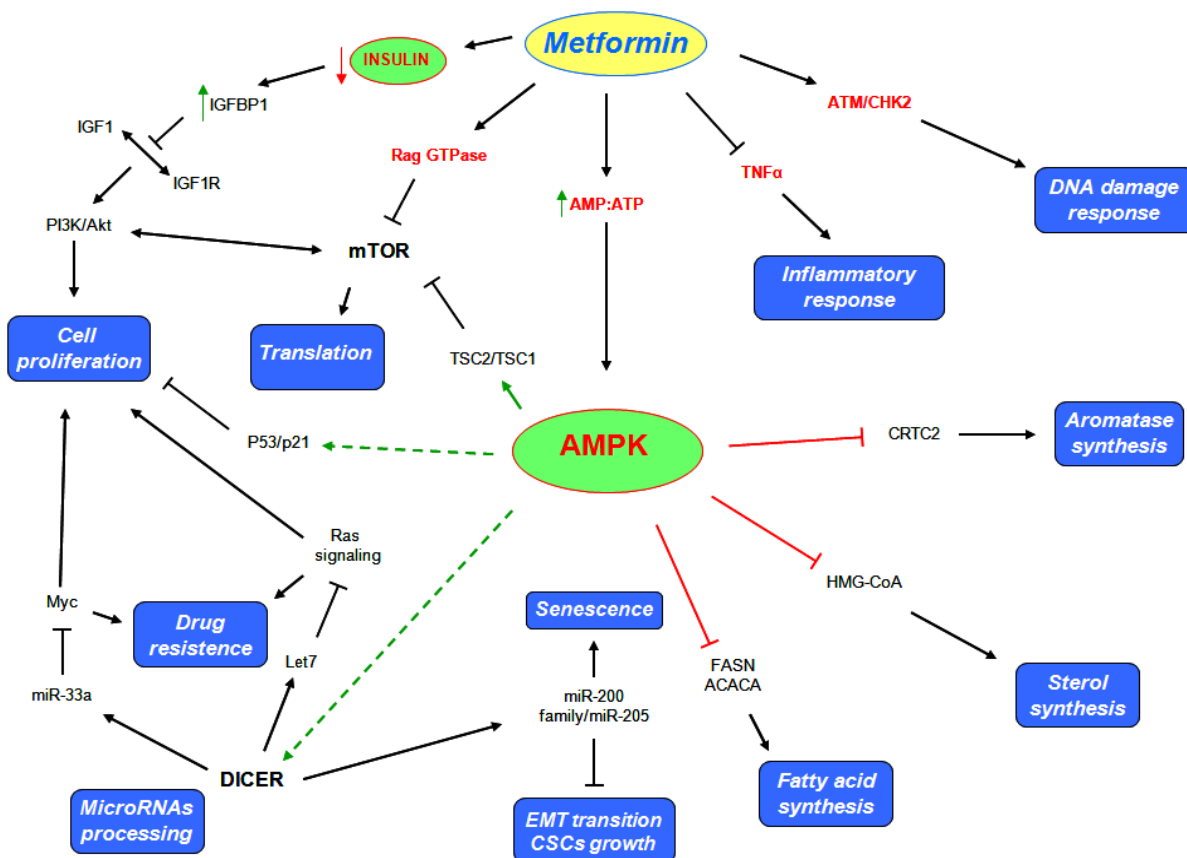 Metformin
INSULIN
IGFBP1
ATM/CHK2
IGF1
Rag GTPase
TNFα
IGF1R
DNA damage
response
AMP:ATP
PI3K/Akt
mTOR
Inflammatory
response
Cell
proliferation
Translation
TSC2/TSC1
P53/p21
AMPK
CRTC2
Aromatase
synthesis
Ras
signaling
HMG-CoA
Myc
Drug
resistence
Senescence
Let7
FASN
ACACA
miR-33a
miR-200
family/miR-205
Sterol
synthesis
DICER
MicroRNAs
processing
EMT transition
CSCs growth
Fatty acid
synthesis